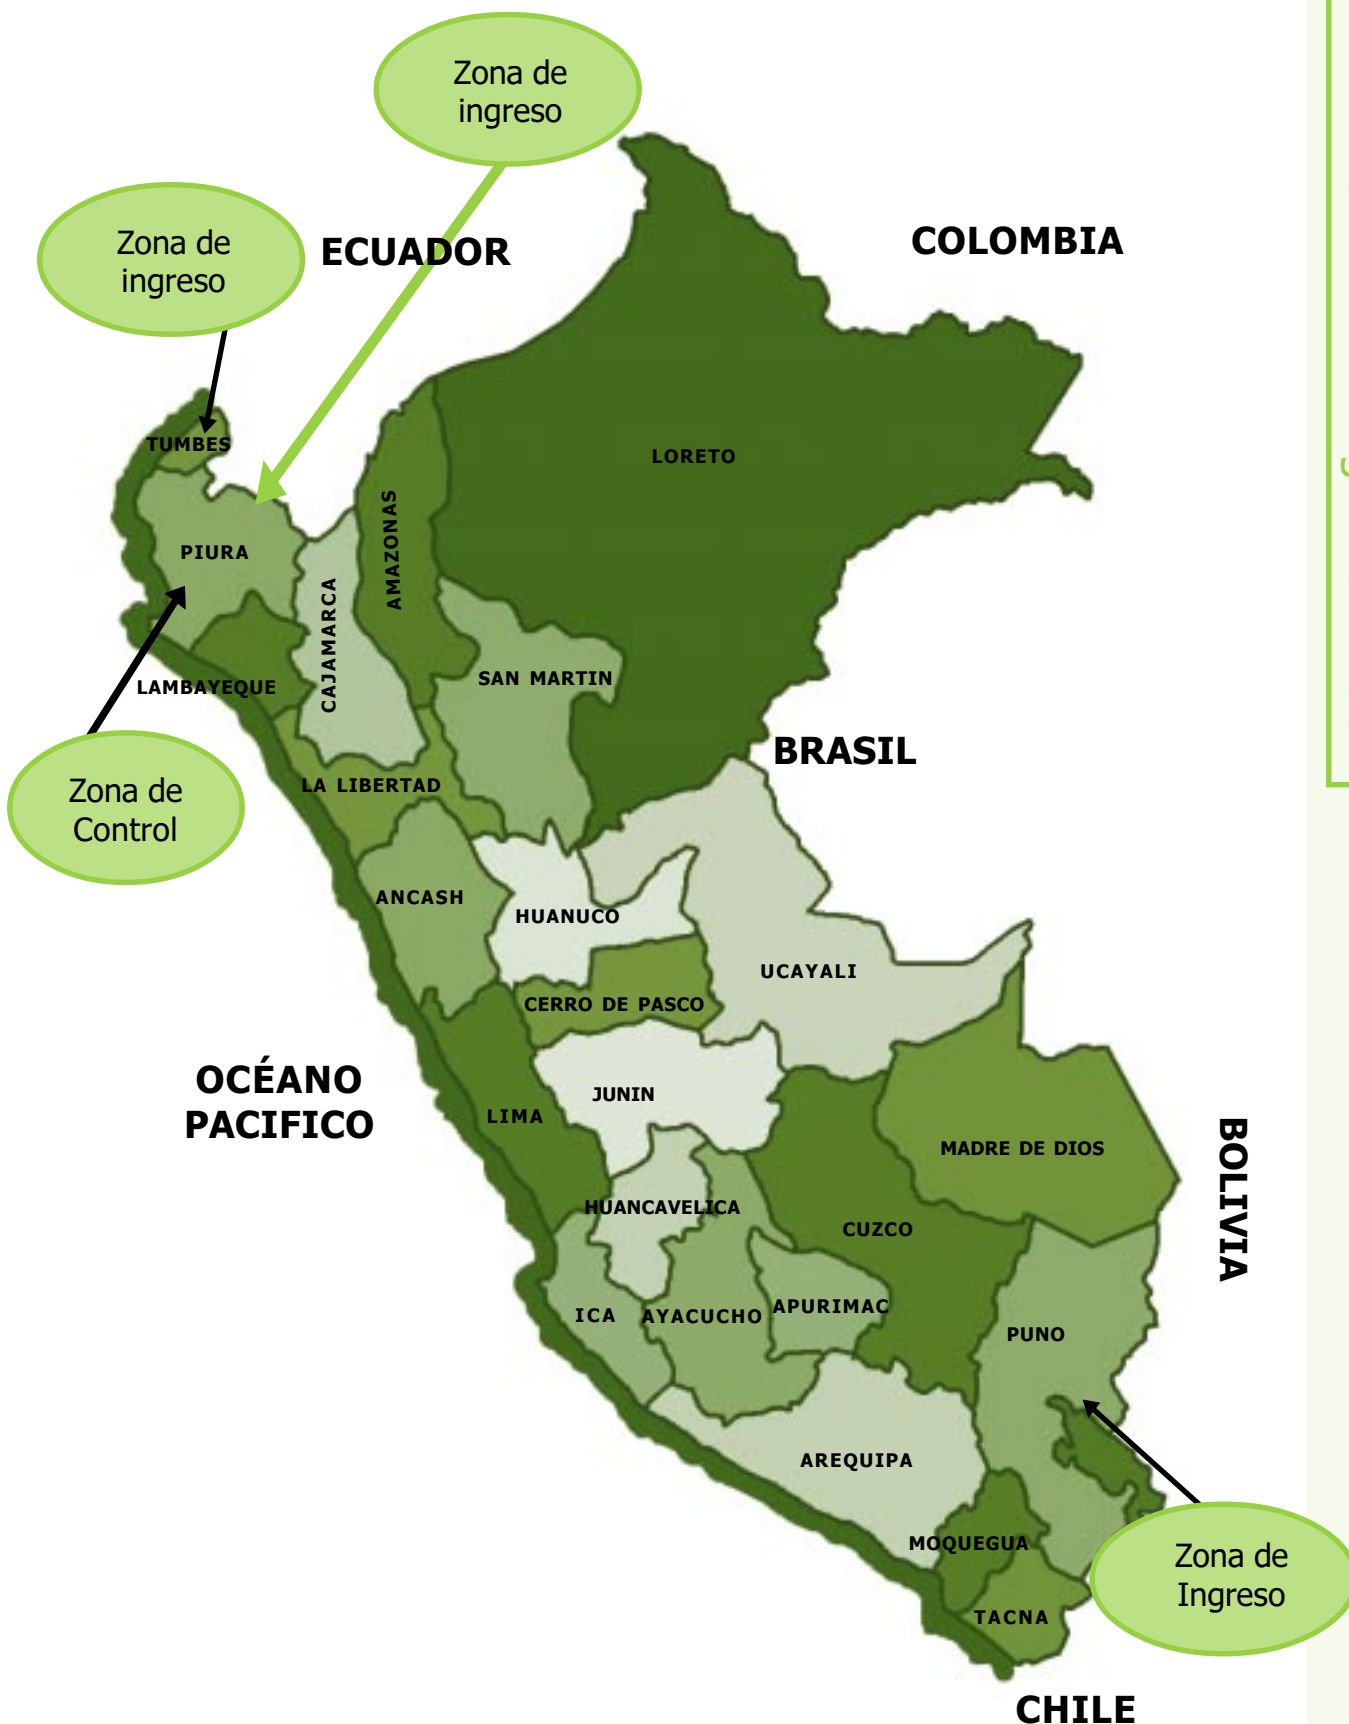 Zona de
ingreso
Zona de
ingreso
ECUADOR
COLOMBIA
TUMBES
LORETO
PIURA
AMAZONAS
CAJAMARCA
SAN MARTIN
LAMBAYEQUE
BRASIL
LA LIBERTAD
Zona de
Control
ANCASH
HUANUCO
UCAYALI
CERRO DE PASCO
OCÉANO
PACIFICO
JUNIN
LIMA
MADRE DE DIOS
BOLIVIA
HUANCAVELICA
CUZCO
ICA
AYACUCHO
APURIMAC
PUNO
AREQUIPA
MOQUEGUA
Zona de
Ingreso
TACNA
CHILE